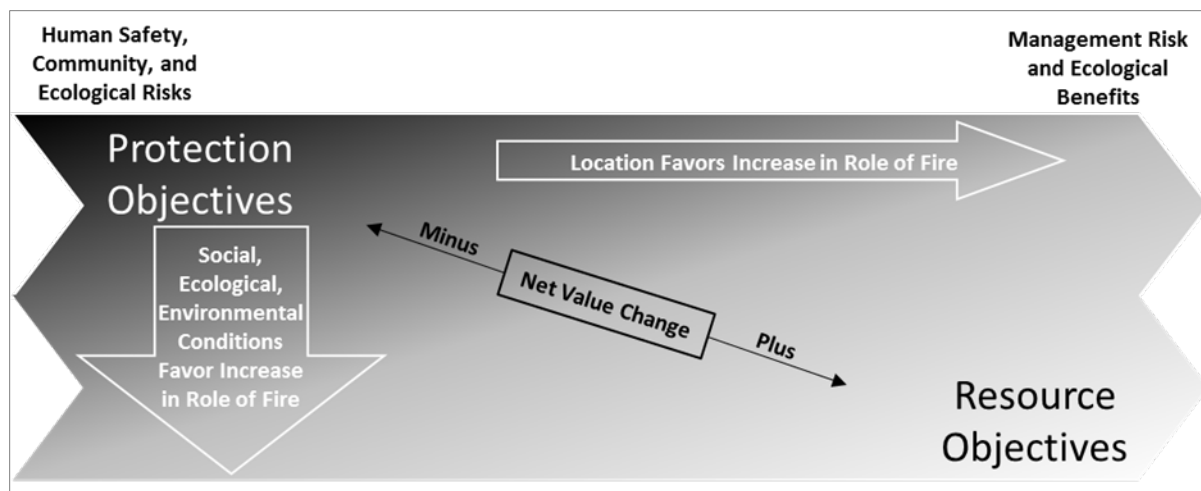 Human Safety,
Community, and
Ecological Risks
Management Risk
and Ecological
Benefits
Protection
Objectives
Location Favors Increase in Role of Fire
Social,
Ecological,
Environmental
Conditions
Favor Increase
in Role of Fire
Minus
Net Value Change
Plus
Resource
Objectives